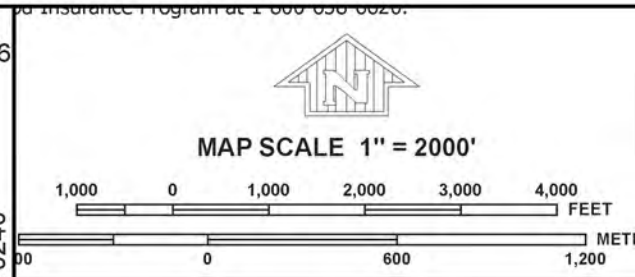 Insurance Program at 1-800-638-6620.
N
MAP SCALE 1" = 2000'
1,000 0 1,000 2,000 3,000 4,000
FEET
0 600 1,200